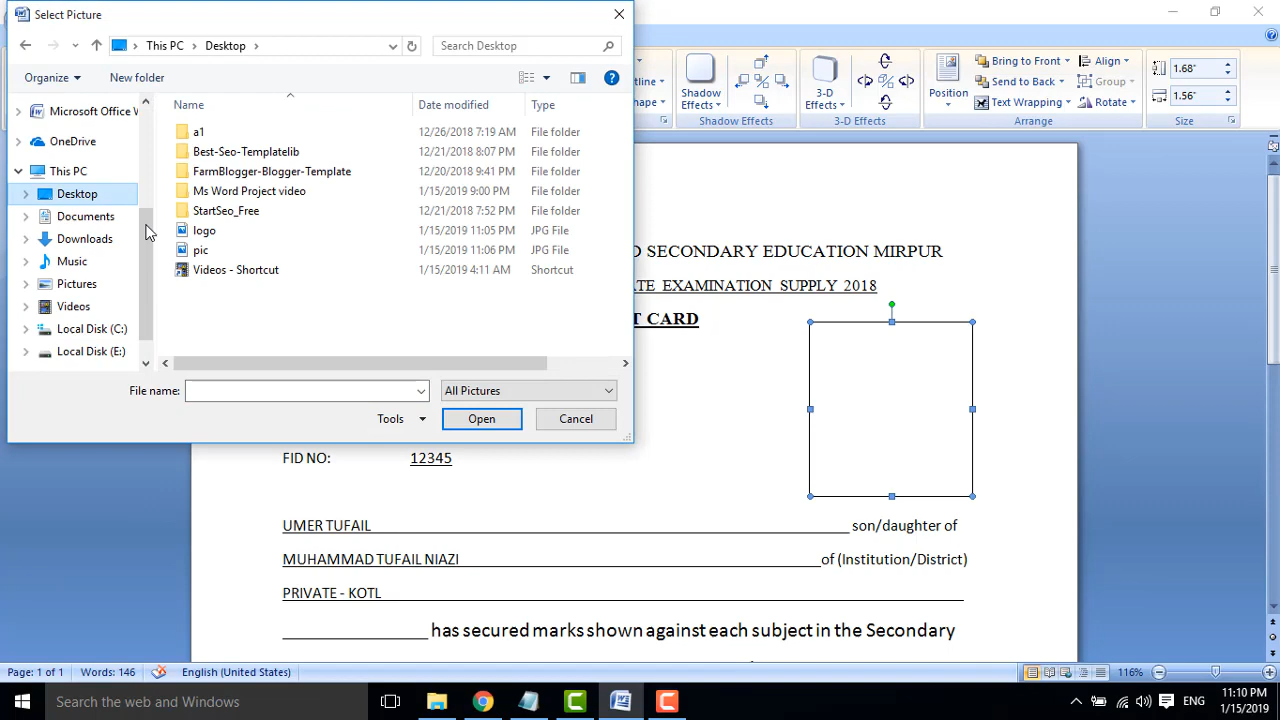 Select Picture
This PC
Desktop
Search Desktop
Organize
New folder
Microsoft Office W
OneDrive
This PC
Desktop
Documents
Downloads
Music
Pictures
Videos
Local Disk (C:)
Local Disk (E:)
Name Date modified Type
a1 12/26/2018 7:19 AM File folder
Best-Seo-Templatelib 12/21/2018 8:07 PM File folder
FarmBlogger-Blogger-Template 12/20/2018 9:41 PM File folder
Ms Word Project video 1/15/2019 9:00 PM File folder
StartSeo_Free 12/21/2018 7:52 PM File folder
logo 1/15/2019 11:05 PM JPG File
pic 1/15/2019 11:06 PM JPG File
Videos - Shortcut 1/15/2019 4:11 AM Shortcut
File name: All Pictures
Tools Open Cancel
Shadow Effects
Shadow Effects
3-D Effects
3-D Effects
Position
Bring to Front
Send to Back
Text Wrapping
Align
Group
Rotate
Arrange
1.68"
1.56"
Size
D SECONDARY EDUCATION MIRPUR
ATE EXAMINATION SUPPLY 2018
T CARD
FID NO: 12345
UMER TUFAIL son/daughter of
MUHAMMAD TUFAIL NIAZI of (Institution/District)
PRIVATE - KOTL
has secured marks shown against each subject in the Secondary
Page: 1 of 1 Words: 146 English (United States) 116%
Search the web and Windows
ENG
11:10 PM
1/15/2019